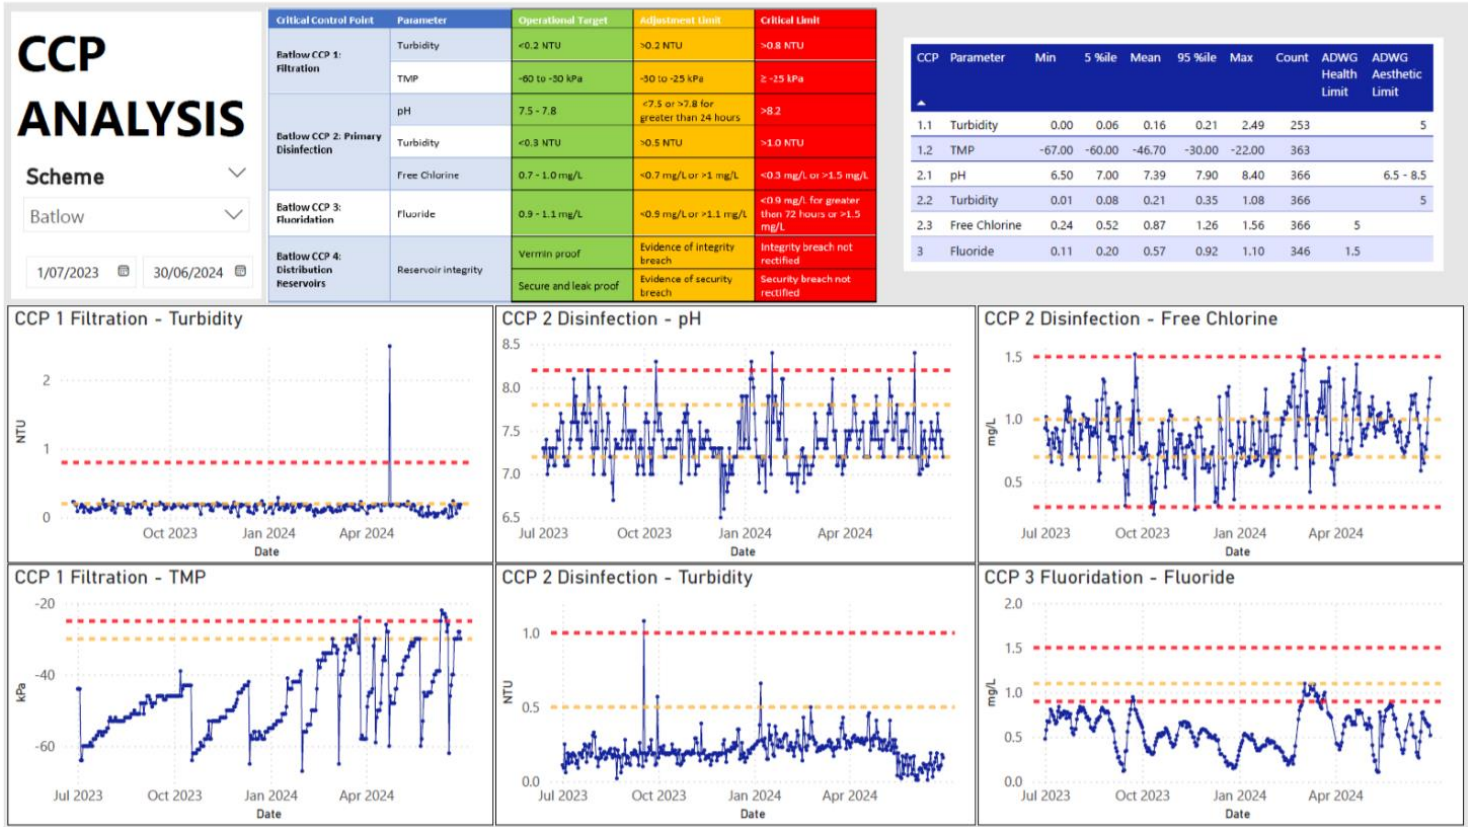 CCP
ANALYSIS
Scheme
Batlow
1/07/2023 30/06/2024
Critical Control Point Parameter Operational Target Adjustment Limit Critical Limit
Batlow CCP 1:
Filtration
Turbidity <0.2 NTU >0.2 NTU >0.8 NTU
TMP -60 to -30 kPa -30 to -25 kPa ≥ -25 kPa
Batlow CCP 2: Primary
Disinfection
pH 7.5 - 7.8 <7.5 or >7.8 for
greater than 24 hours
>8.2
Turbidity <0.3 NTU >0.5 NTU >1.0 NTU
Free Chlorine 0.7 - 1.0 mg/L <0.7 mg/L or >1 mg/L <0.3 mg/L or >1.5 mg/L
Batlow CCP 3:
Fluoridation
Fluoride 0.9 - 1.1 mg/L <0.9 mg/L or >1.1 mg/L
<0.9 mg/L for greater
than 72 hours or >1.5
mg/L
Batlow CCP 4:
Distribution
Reservoirs
Reservoir integrity
Vermin proof
Evidence of integrity
breach
Integrity breach not
rectified
Secure and leak proof
Evidence of security
breach
Security breach not
rectified
CCP Parameter Min 5 %ile Mean 95 %ile Max Count ADWG
Health
Limit
ADWG
Aesthetic
Limit
1.1 Turbidity 0.00 0.06 0.16 0.21 2.49 253 5
1.2 TMP -67.00 -60.00 -46.70 -30.00 -22.00 363
2.1 pH 6.50 7.00 7.39 7.90 8.40 366 6.5 - 8.5
2.2 Turbidity 0.01 0.08 0.21 0.35 1.08 366 5
2.3 Free Chlorine 0.24 0.52 0.87 1.26 1.56 366 5
3 Fluoride 0.11 0.20 0.57 0.92 1.10 346 1.5
CCP 1 Filtration - Turbidity
2
1
0
NTU
Oct 2023 Jan 2024 Apr 2024
Date
CCP 2 Disinfection - pH
8.5
8.0
7.5
7.0
6.5
Jul 2023 Oct 2023 Jan 2024 Apr 2024
Date
CCP 2 Disinfection - Free Chlorine
1.5
1.0
0.5
mg/L
Jul 2023 Oct 2023 Jan 2024 Apr 2024
Date
CCP 1 Filtration - TMP
-20
-40
-60
kPa
Jul 2023 Oct 2023 Jan 2024 Apr 2024
Date
CCP 2 Disinfection - Turbidity
1.0
0.5
0.0
NTU
Jul 2023 Oct 2023 Jan 2024 Apr 2024
Date
CCP 3 Fluoridation - Fluoride
2.0
1.5
1.0
0.5
0.0
mg/L
Jul 2023 Oct 2023 Jan 2024 Apr 2024
Date